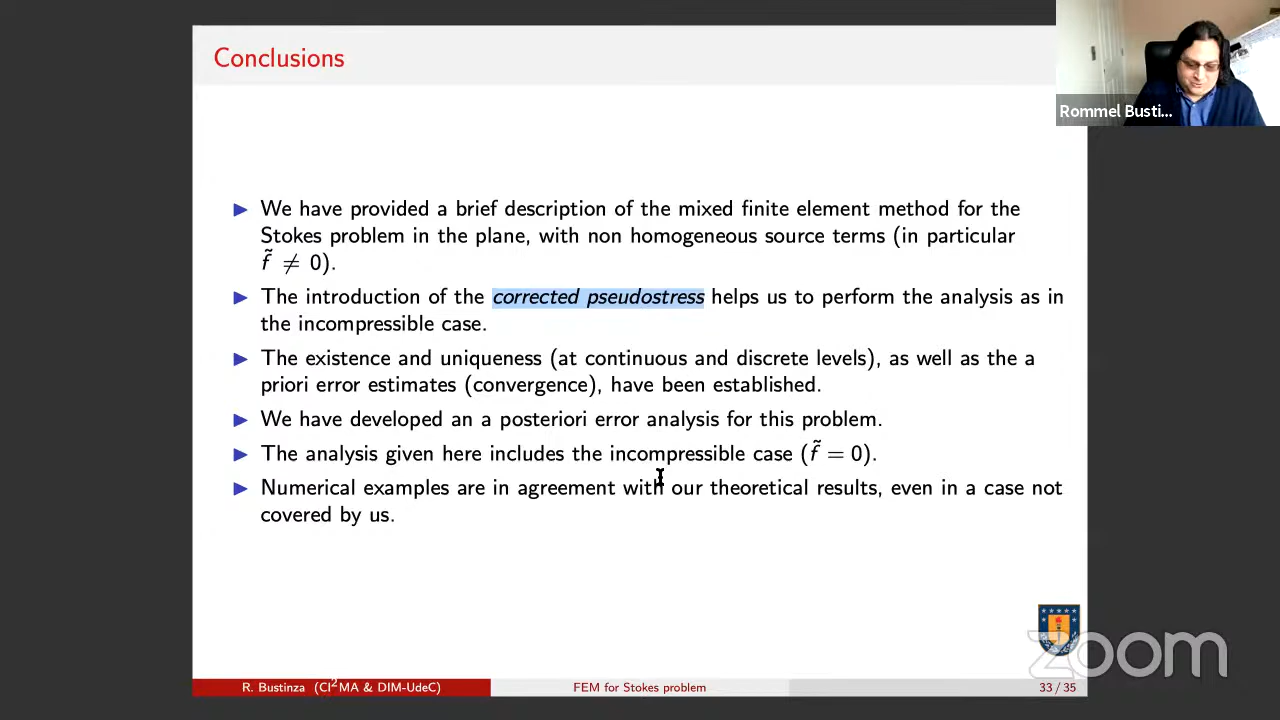 Conclusions
Rommel Busti...
▶ We have provided a brief description of the mixed finite element method for the
Stokes problem in the plane, with non homogeneous source terms (in particular
f̃ ≠ 0).
▶ The introduction of the corrected pseudostress helps us to perform the analysis as in
the incompressible case.
▶ The existence and uniqueness (at continuous and discrete levels), as well as the a
priori error estimates (convergence), have been established.
▶ We have developed an a posteriori error analysis for this problem.
▶ The analysis given here includes the incompressible case (f̃ = 0).
▶ Numerical examples are in agreement with our theoretical results, even in a case not
covered by us.
zoom
R. Bustinza (CI²MA & DIM-UdeC)
FEM for Stokes problem
33 / 35